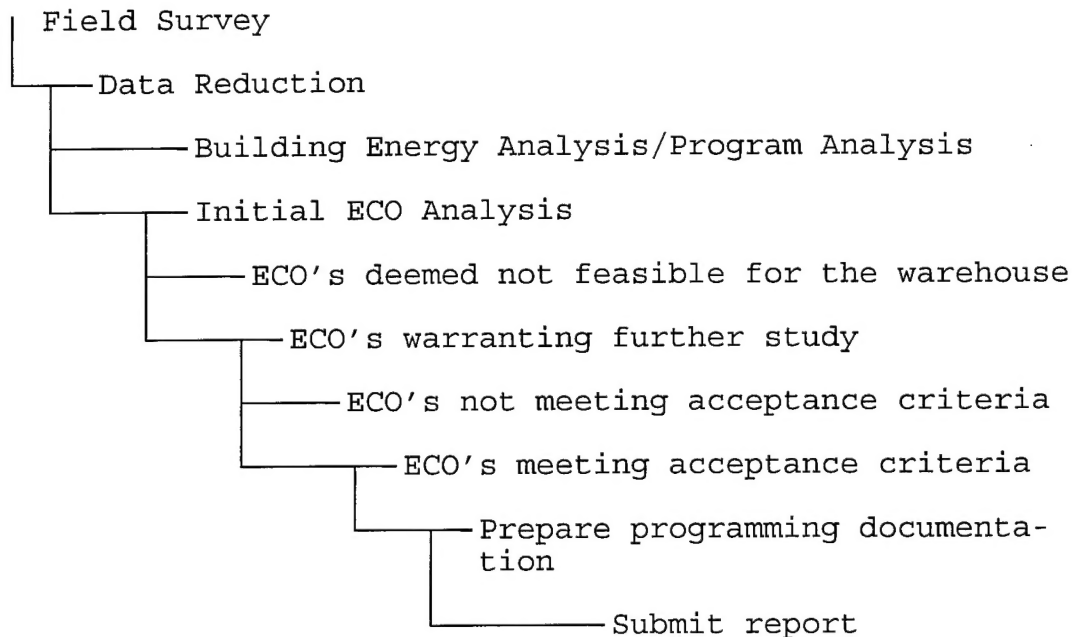 Field Survey
Data Reduction
Building Energy Analysis/Program Analysis
Initial ECO Analysis
ECO's deemed not feasible for the warehouse
ECO's warranting further study
ECO's not meeting acceptance criteria
ECO's meeting acceptance criteria
Prepare programming documenta-
tion
Submit report